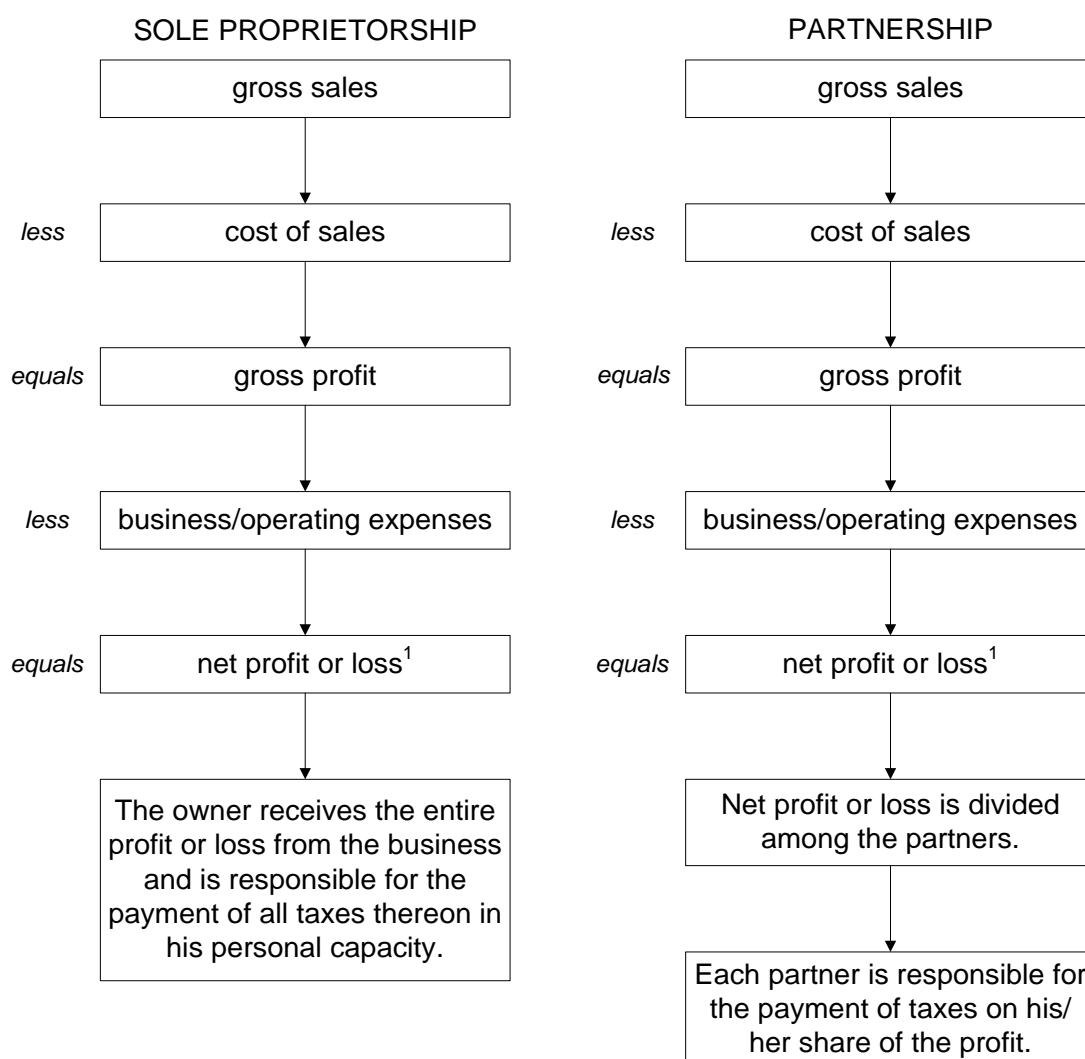 SOLE PROPRIETORSHIP
gross sales
less
cost of sales
equals
gross profit
less
business/operating expenses
equals
net profit or loss¹
The owner receives the entire
profit or loss from the business
and is responsible for the
payment of all taxes thereon in
his personal capacity.
PARTNERSHIP
gross sales
less
cost of sales
equals
gross profit
less
business/operating expenses
equals
net profit or loss¹
Net profit or loss is divided
among the partners.
Each partner is responsible for
the payment of taxes on his/
her share of the profit.